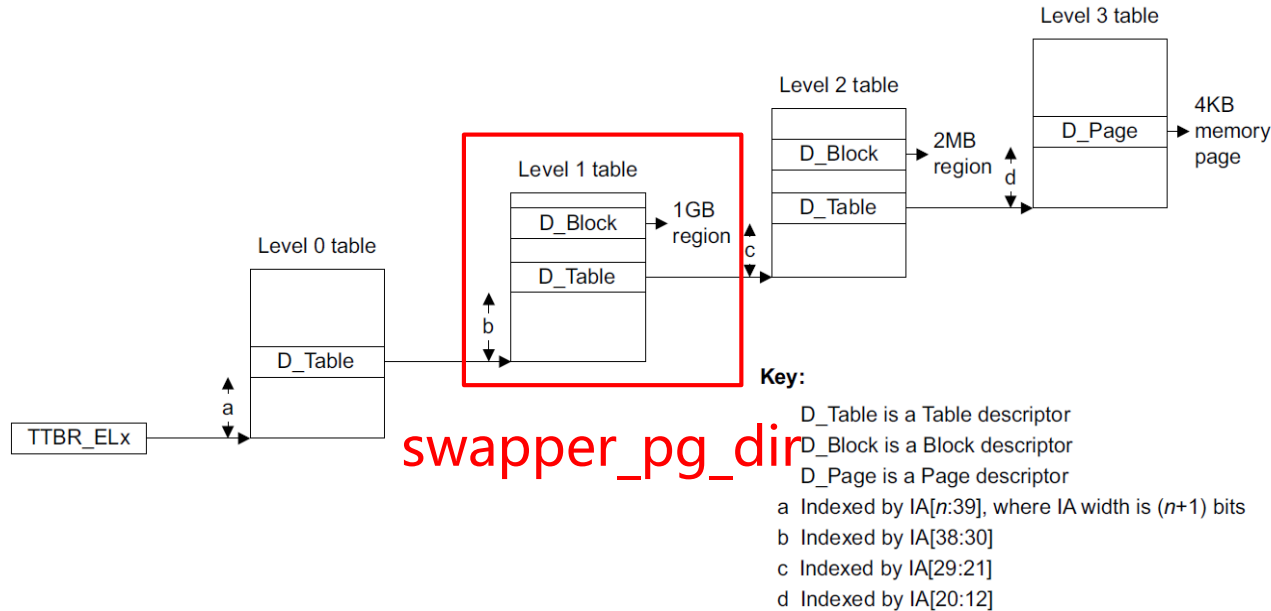 Level 3 table
D_Page
4KB
memory
page
d
Level 2 table
D_Block
2MB
region
D_Table
c
Level 1 table
D_Block
1GB
region
D_Table
b
Level 0 table
D_Table
a
TTBR_ELx
swapper_pg_dir
Key:
D_Table is a Table descriptor
D_Block is a Block descriptor
D_Page is a Page descriptor
a Indexed by IA[n:39], where IA width is (n+1) bits
b Indexed by IA[38:30]
c Indexed by IA[29:21]
d Indexed by IA[20:12]